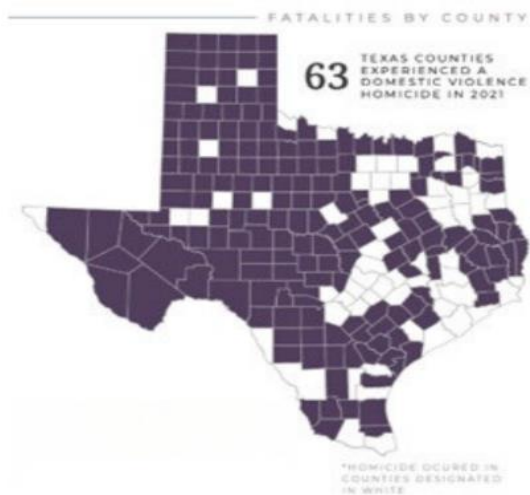 FATALITIES BY COUNTY
63
TEXAS COUNTIES
EXPERIENCED A
DOMESTIC VIOLENCE
HOMICIDE IN 2021
*HOMICIDE OCURED IN
COUNTIES DESIGNATED
IN WHITE